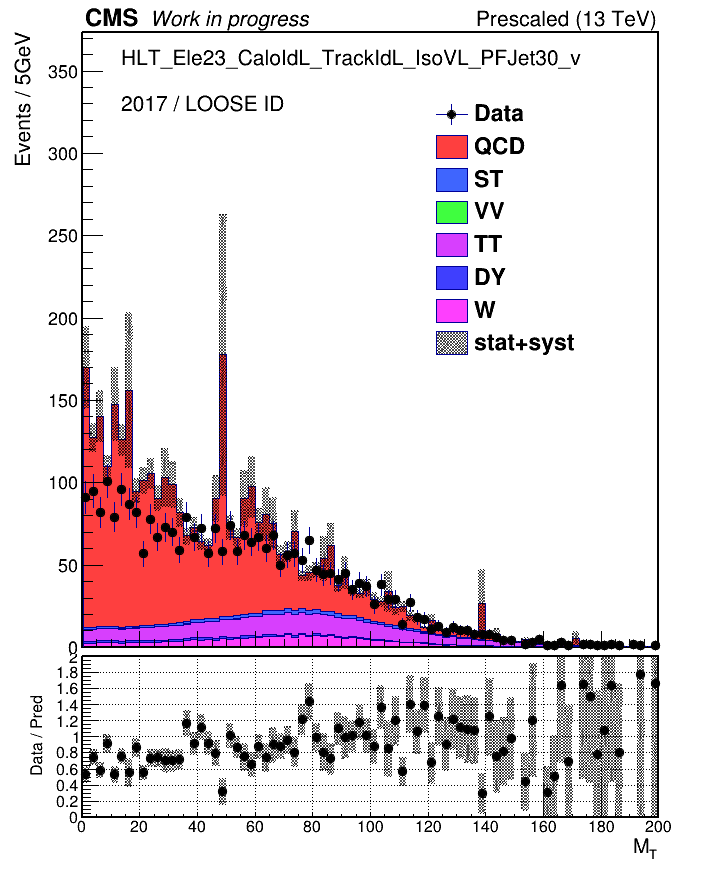 CMS Work in progress Prescaled (13 TeV)
Events / 5GeV
HLT_Ele23_CaloIdL_TrackIdL_IsoVL_PFJet30_v
2017 / LOOSE ID
Data
QCD
ST
VV
TT
DY
W
stat+syst
350
300
250
200
150
100
50
0
Data / Pred
2
1.8
1.6
1.4
1.2
1
0.8
0.6
0.4
0.2
0
0 20 40 60 80 100 120 140 160 180 200
M_T